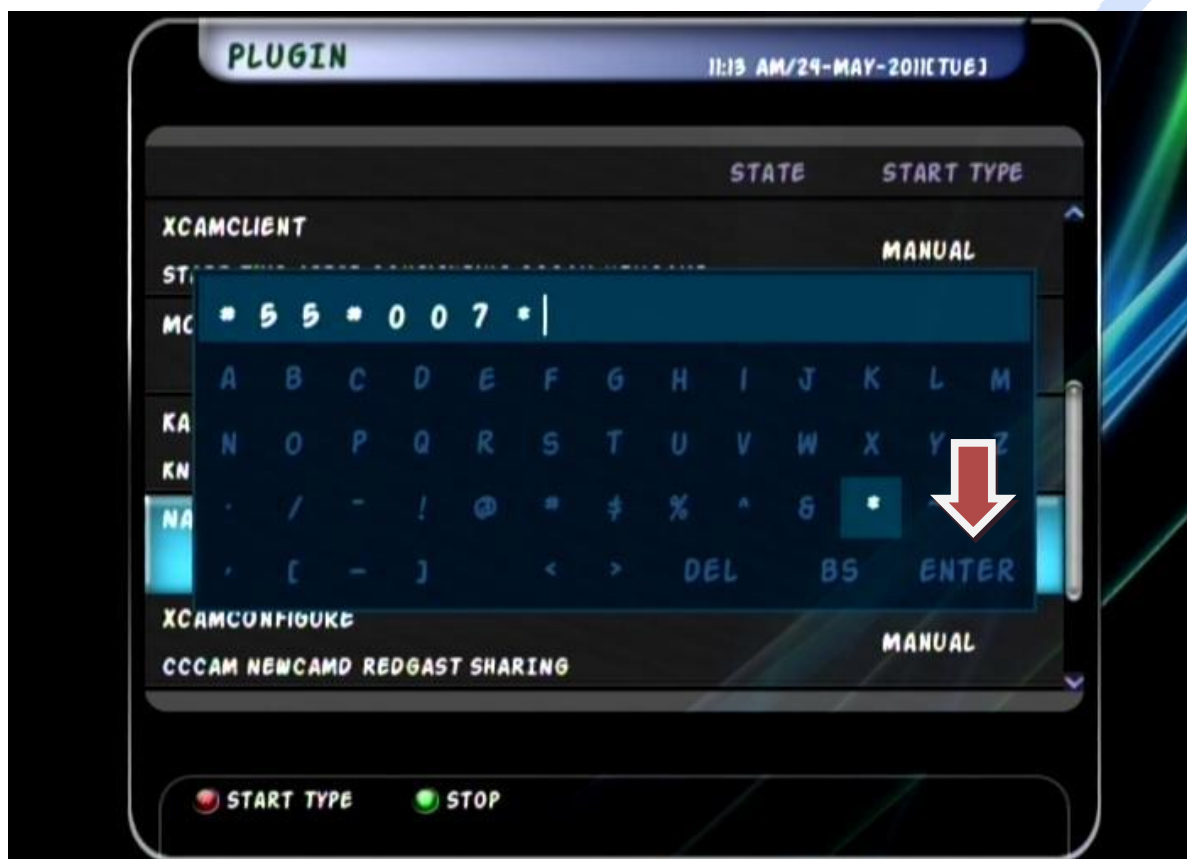 PLUGIN
11:13 AM/24-MAY-2011[TUE]
STATE START TYPE
XCAMCLIENT
MANUAL
#55#007*
A B C D E F G H I J K L M
N O P Q R S T U V W X Y Z
. / - ! @ # $ % ^ & *
, [ - ] < > DEL BS ENTER
XCAMCONFIGURE
MANUAL
CCCAM NEWCAMD REDGAST SHARING
START TYPE STOP